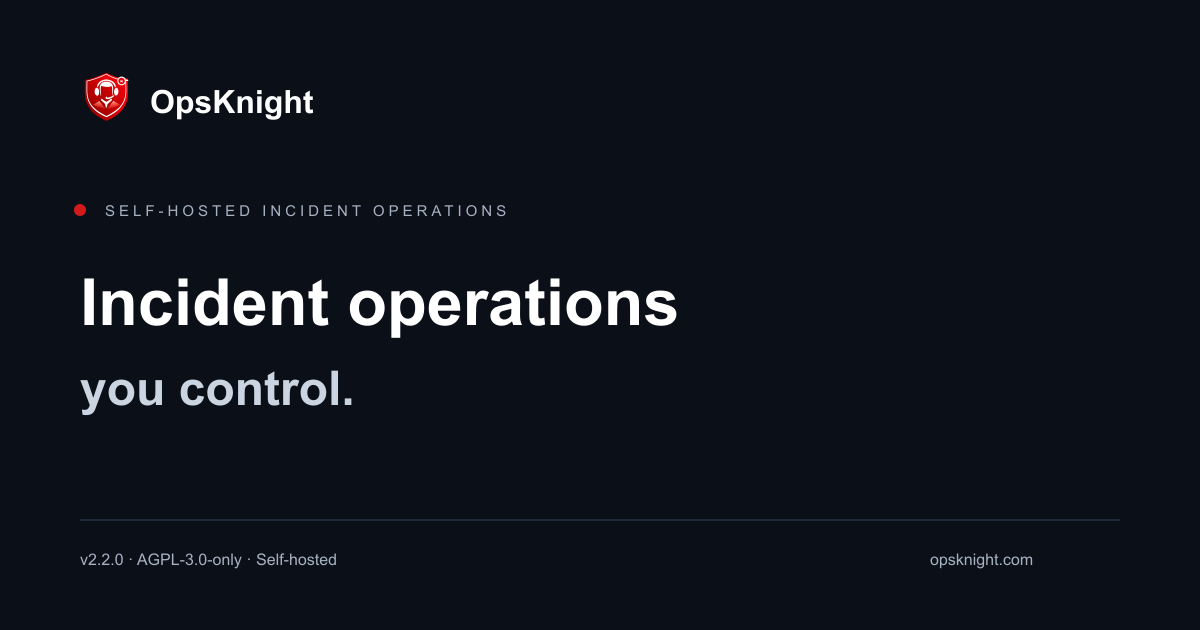 OpsKnight
SELF-HOSTED INCIDENT OPERATIONS
Incident operations
you control.
v2.2.0 · AGPL-3.0-only · Self-hosted
opsknight.com